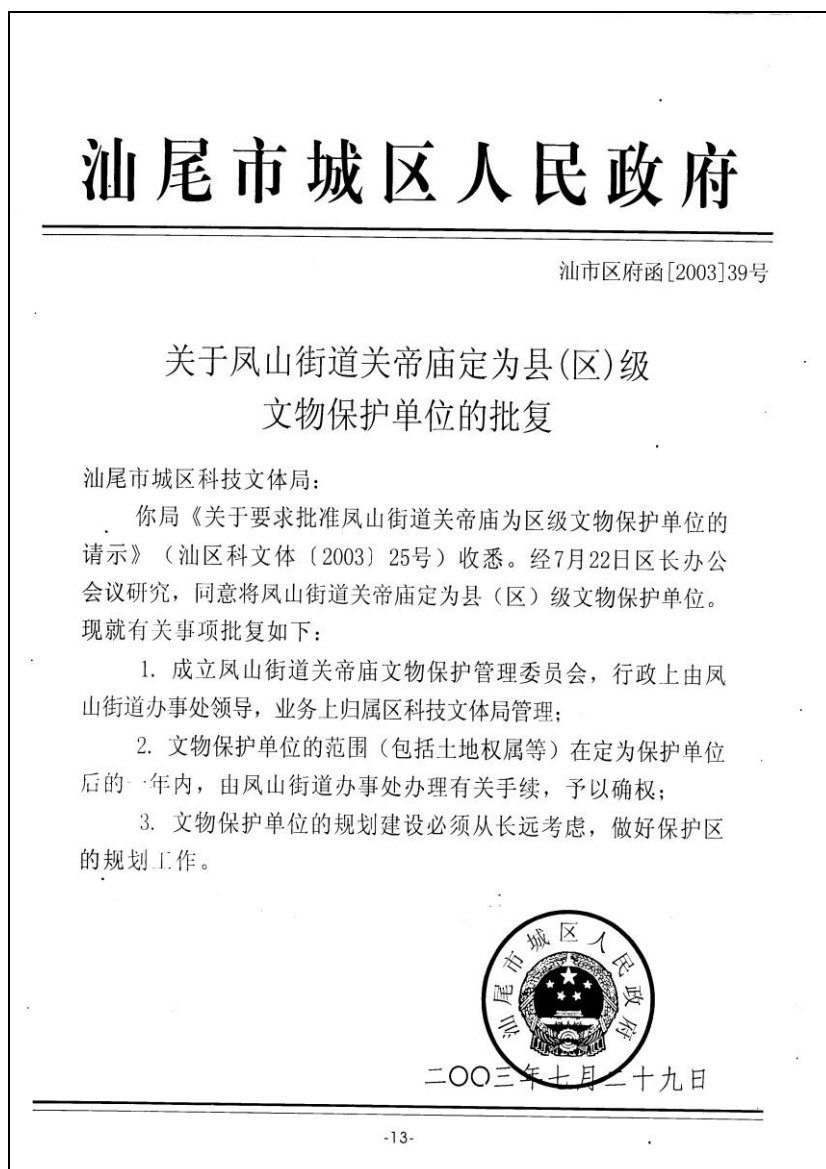 汕尾市城区人民政府
汕市区府函[2003]39号
关于凤山街道关帝庙定为县(区)级
文物保护单位的批复
汕尾市城区科技文体局：
你局《关于要求批准凤山街道关帝庙为区级文物保护单位的
请示》（汕区科文体〔2003〕25号）收悉。经7月22日区长办公
会议研究，同意将凤山街道关帝庙定为县（区）级文物保护单位。
现就有关事项批复如下：
1. 成立凤山街道关帝庙文物保护管理委员会，行政上由凤
山街道办事处领导，业务上归属区科技文体局管理；
2. 文物保护单位的范围（包括土地权属等）在定为保护单位
后的一年内，由凤山街道办事处办理有关手续，予以确权；
3. 文物保护单位的规划建设必须从长远考虑，做好保护区
的规划工作。
汕尾市城区人民政府
二〇〇三年七月二十九日
-13-